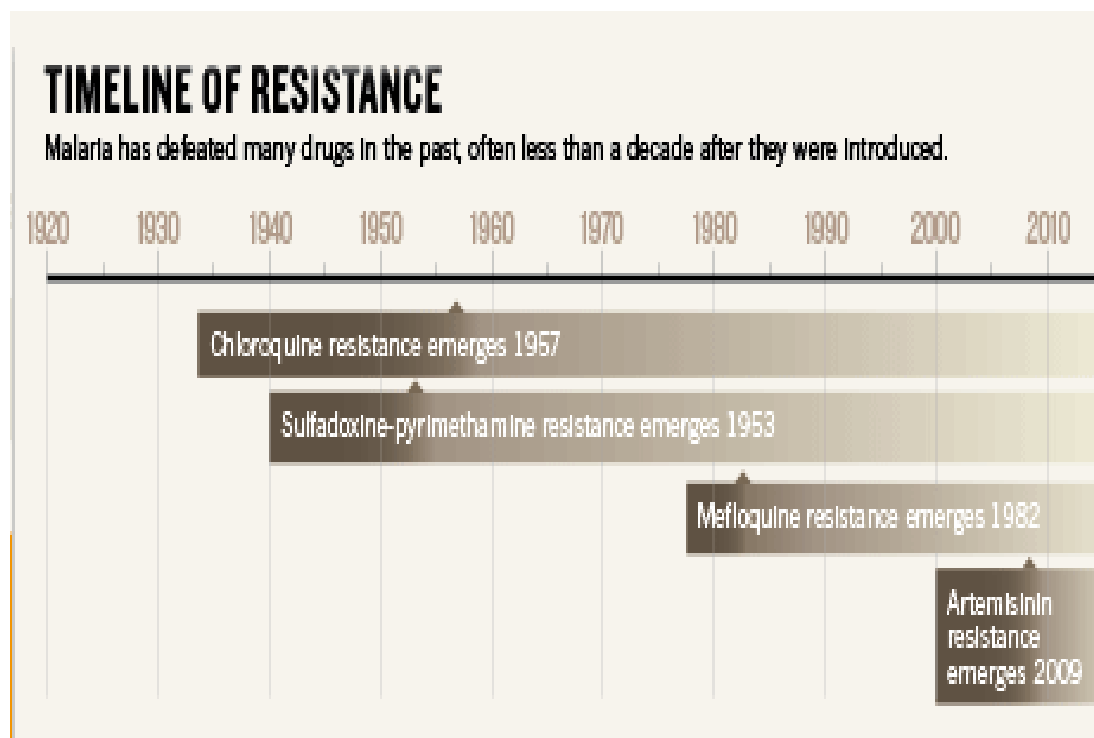 TIMELINE OF RESISTANCE
Malaria has defeated many drugs in the past, often less than a decade after they were introduced.
1920 1930 1940 1950 1960 1970 1980 1990 2000 2010
Chloroquine resistance emerges 1957
Sulfadoxine-pyrimethamine resistance emerges 1953
Mefloquine resistance emerges 1982
Artemisinin
resistance
emerges 2009